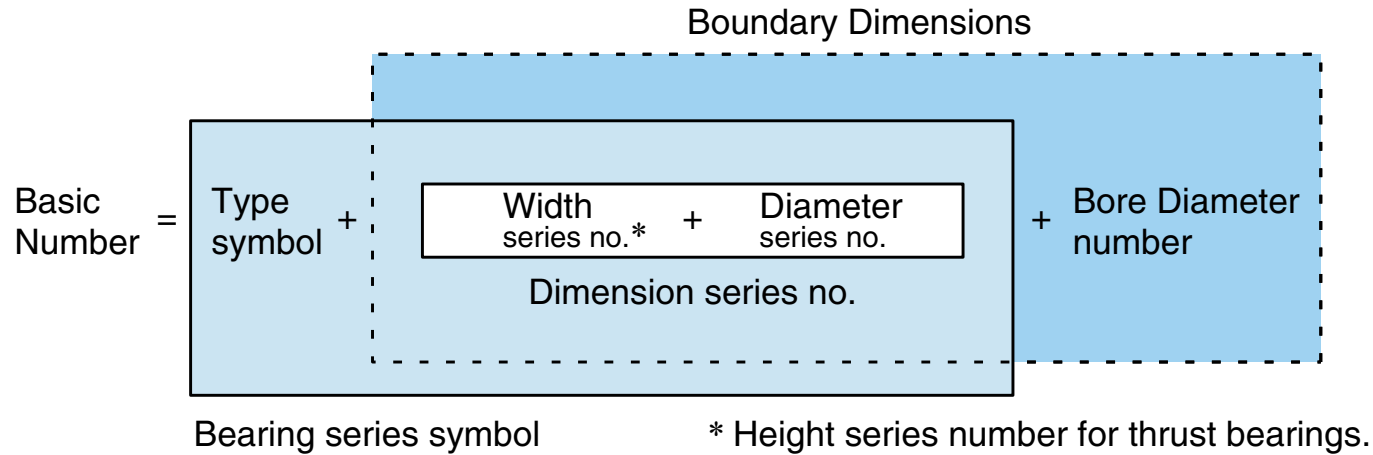 Boundary Dimensions
Basic
Number
=
Type
symbol
+
Width
series no.*
+
Diameter
series no.
+
Bore Diameter
number
Dimension series no.
Bearing series symbol
* Height series number for thrust bearings.